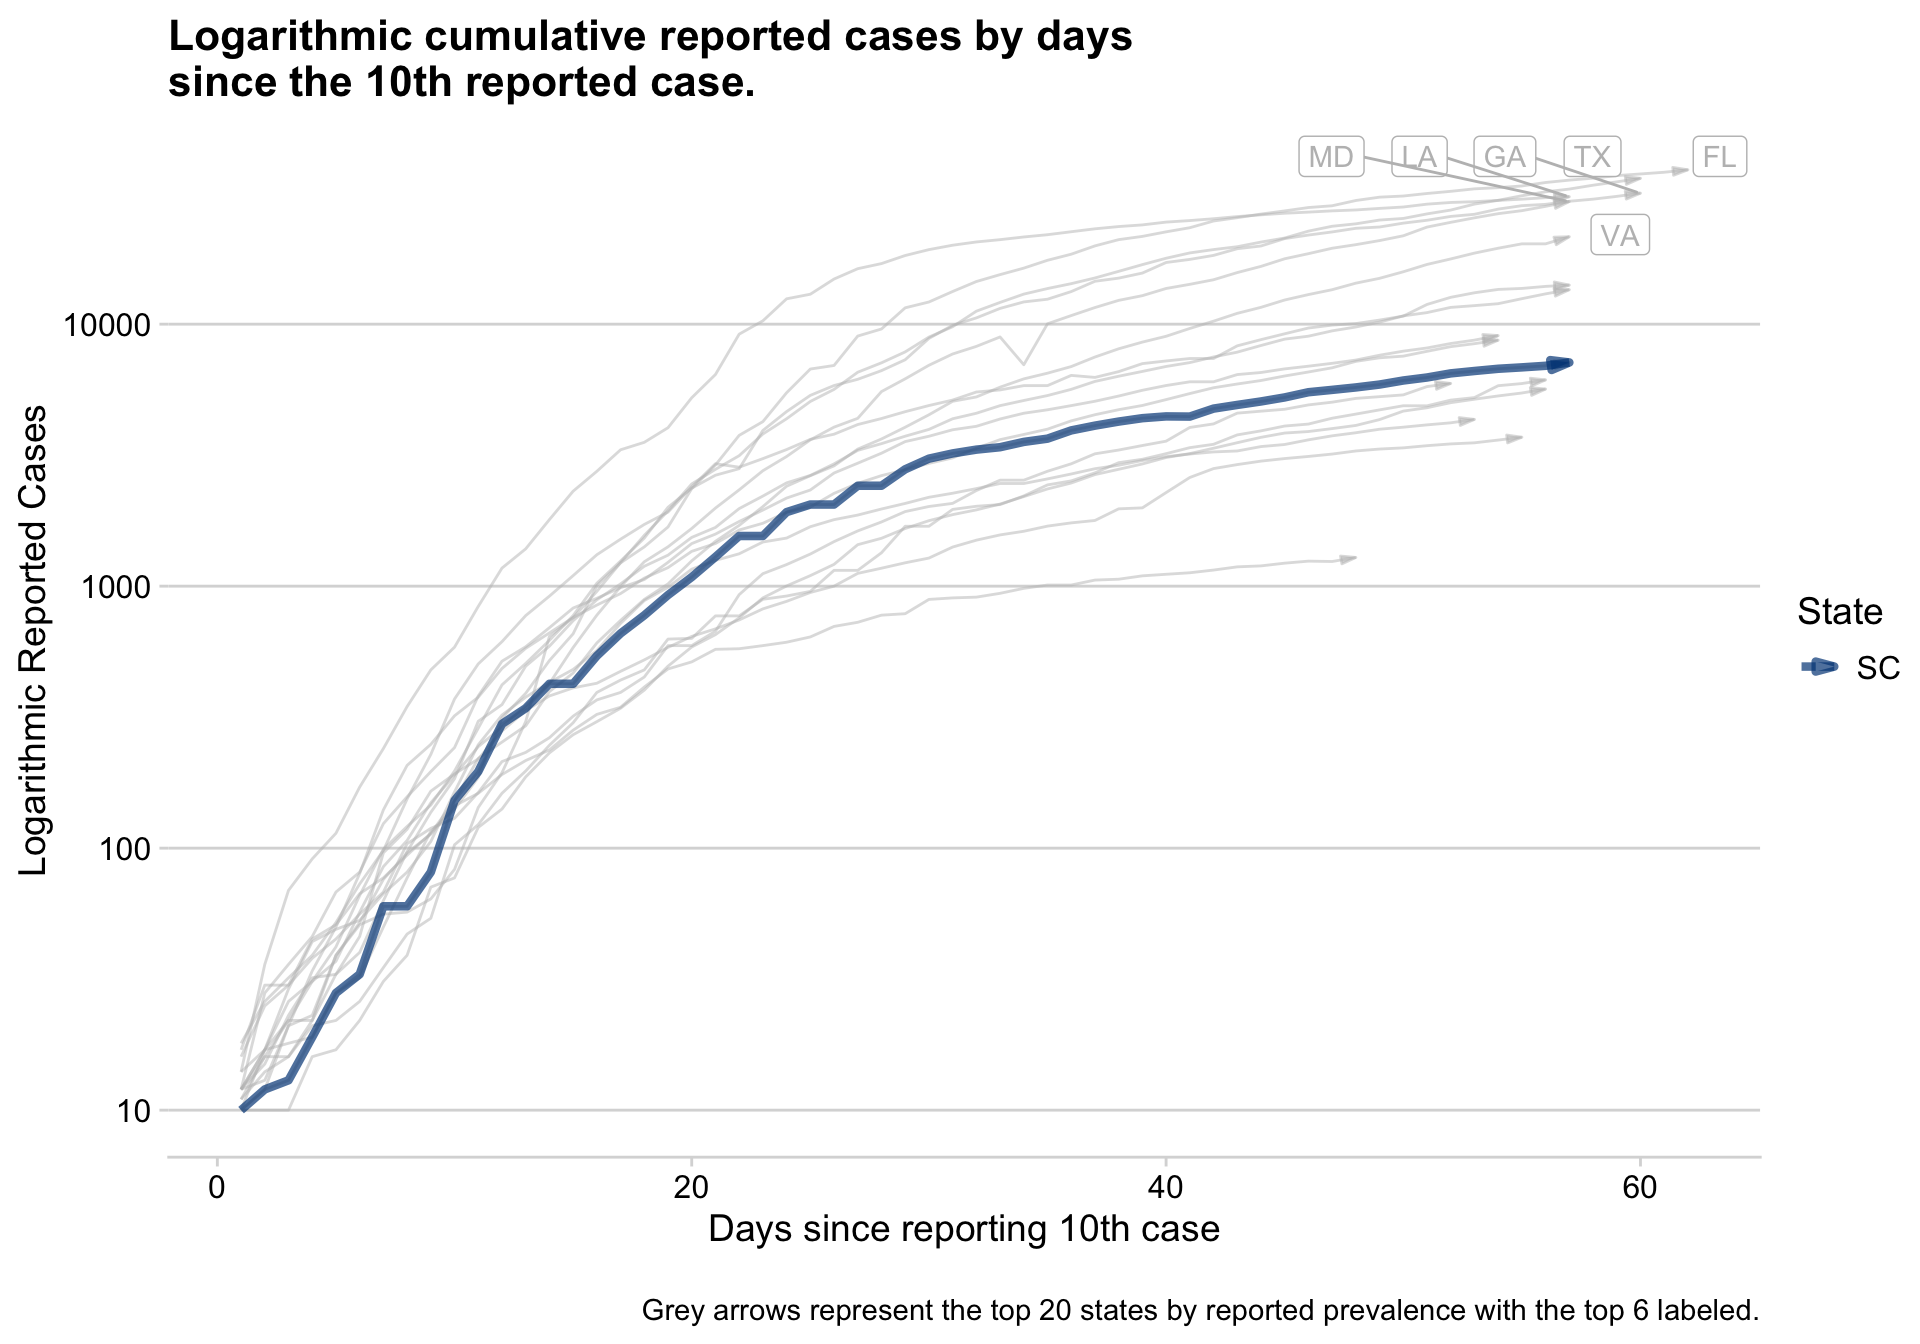 Logarithmic cumulative reported cases by days
since the 10th reported case.
MD LA GA TX FL
VA
10000
1000
100
10
Logarithmic Reported Cases
State
SC
0 20 40 60
Days since reporting 10th case
Grey arrows represent the top 20 states by reported prevalence with the top 6 labeled.